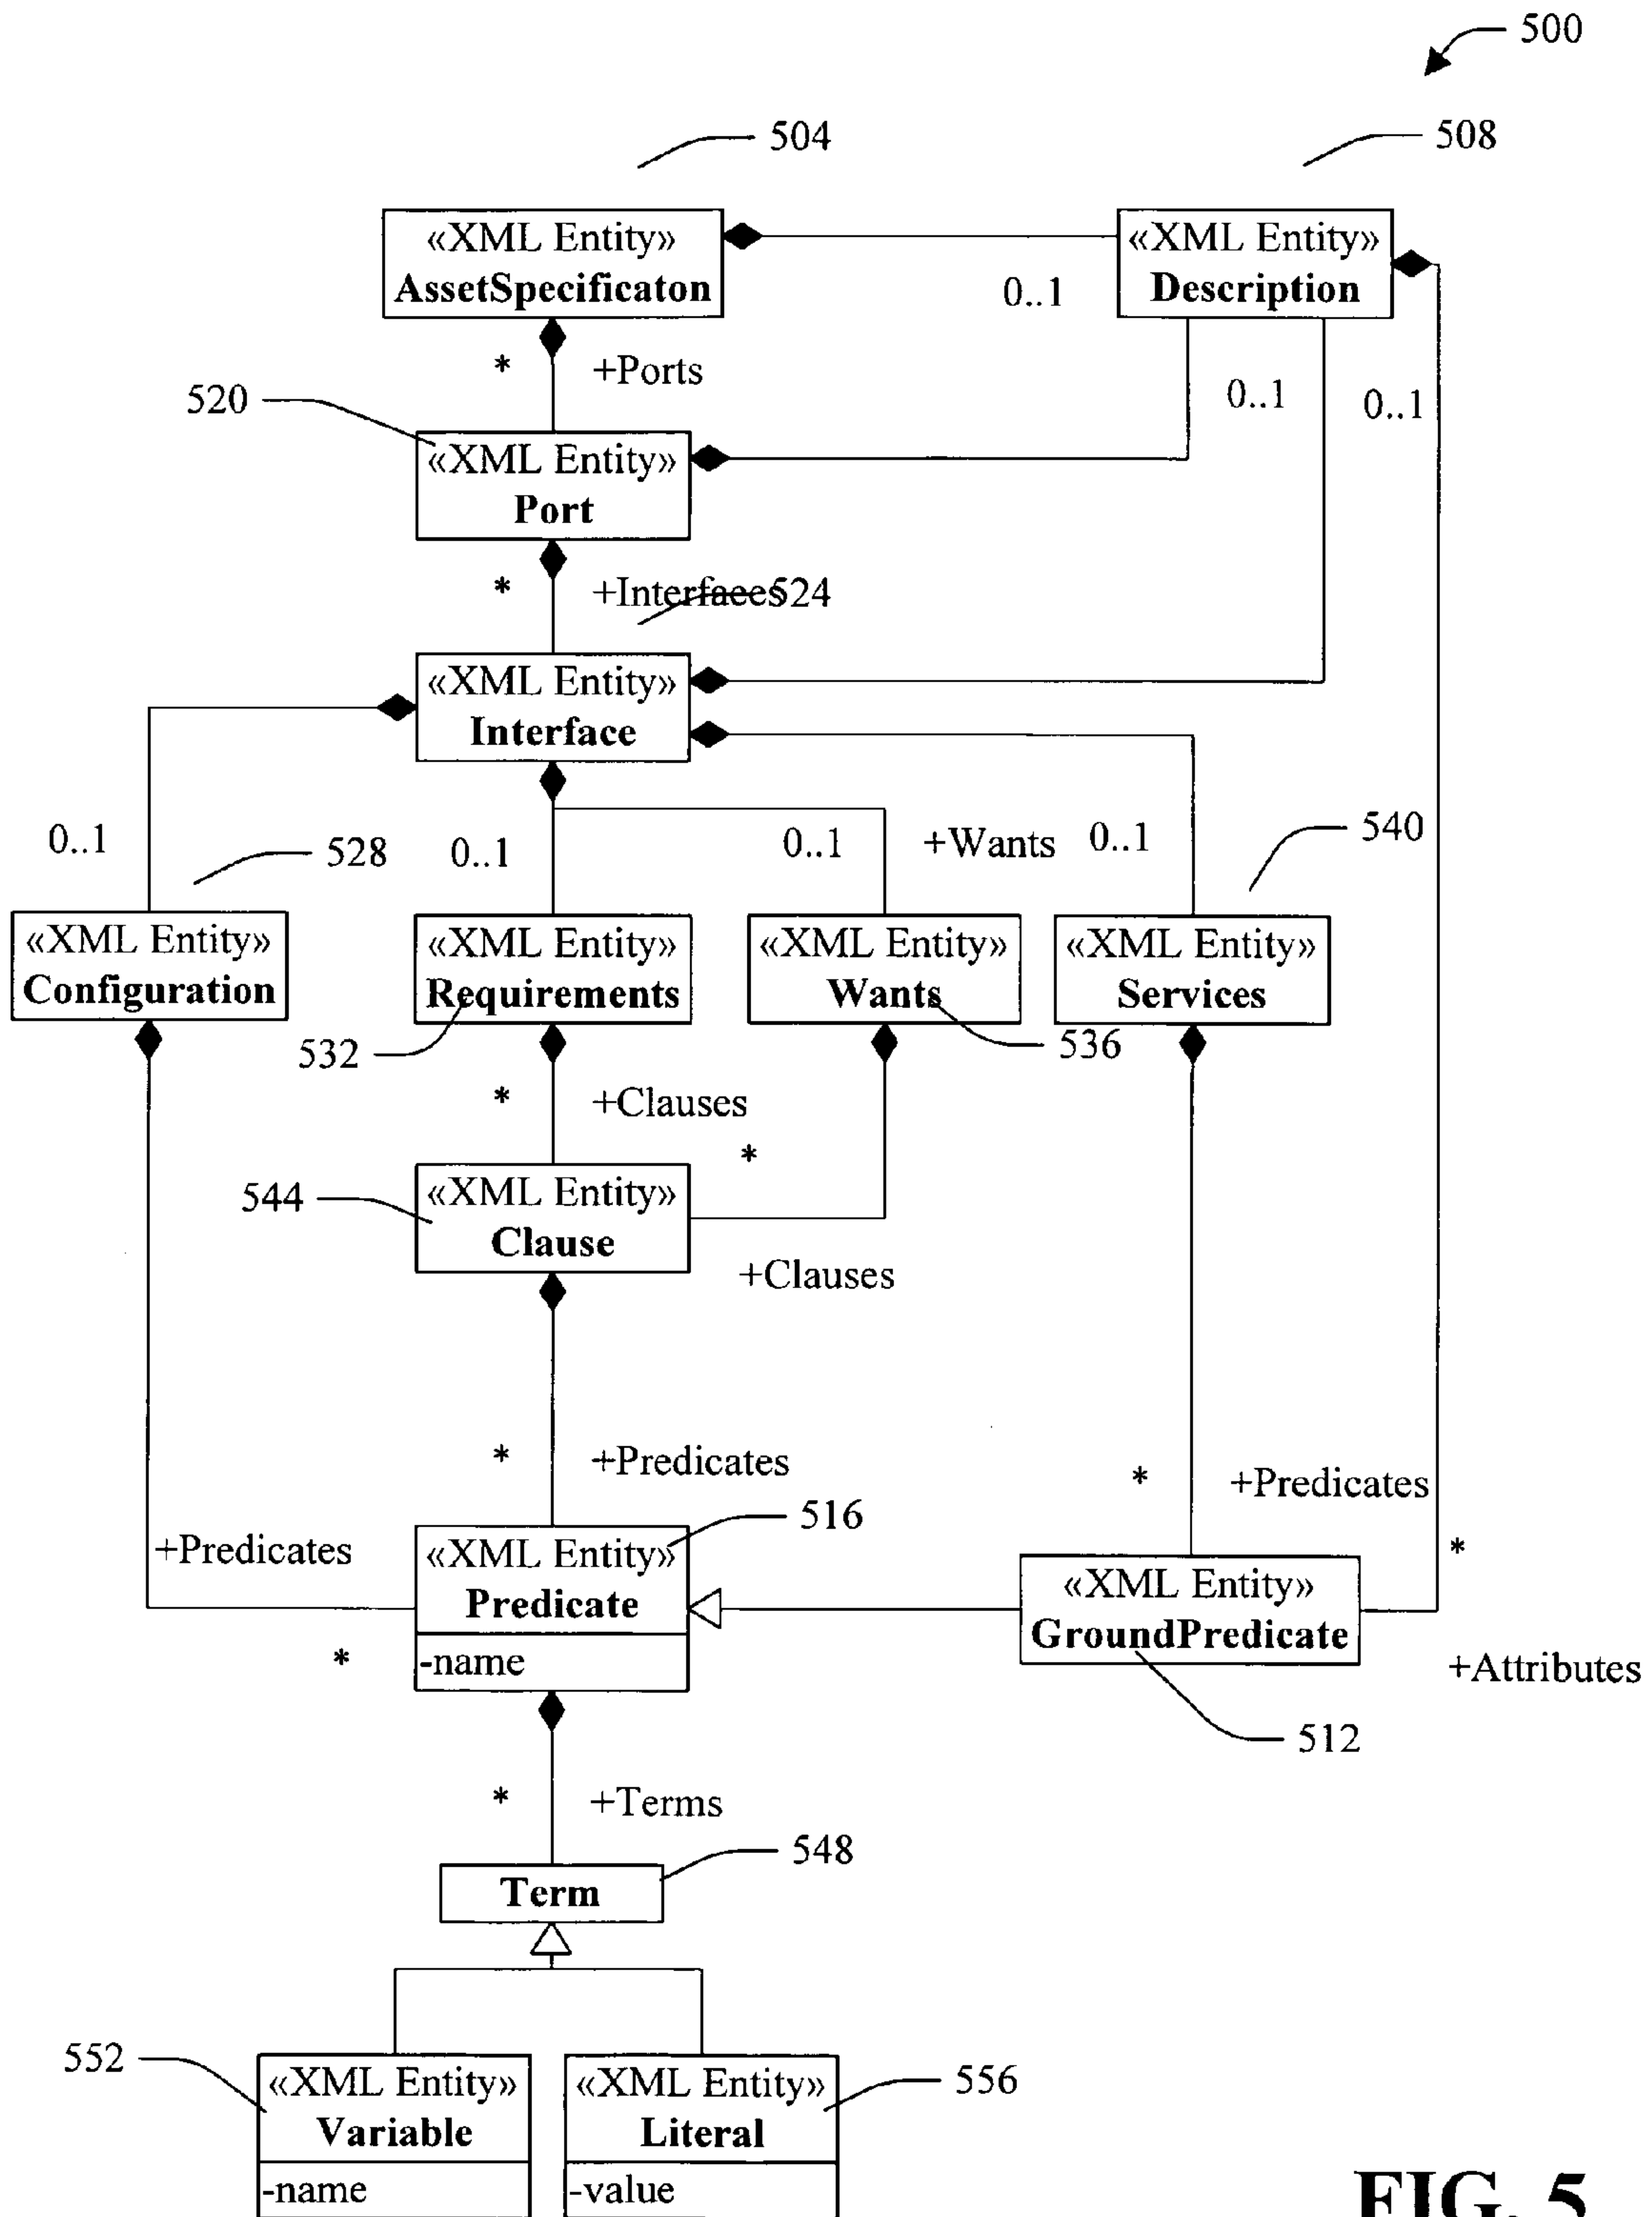 500
504
508
«XML Entity»
AssetSpecificaton
«XML Entity»
Description
0..1
* +Ports
520
0..1
0..1
«XML Entity»
Port
* +Interfaces
524
«XML Entity»
Interface
0..1
528
0..1
0..1
+Wants
0..1
540
«XML Entity»
Configuration
«XML Entity»
Requirements
«XML Entity»
Wants
«XML Entity»
Services
532
536
* +Clauses
*
544
«XML Entity»
Clause
+Clauses
* +Predicates
* +Predicates
516
+Predicates
«XML Entity»
Predicate
-name
*
«XML Entity»
GroundPredicate
*
+Attributes
512
* +Terms
548
Term
552
«XML Entity»
Variable
-name
«XML Entity»
Literal
-value
556
FIG. 5